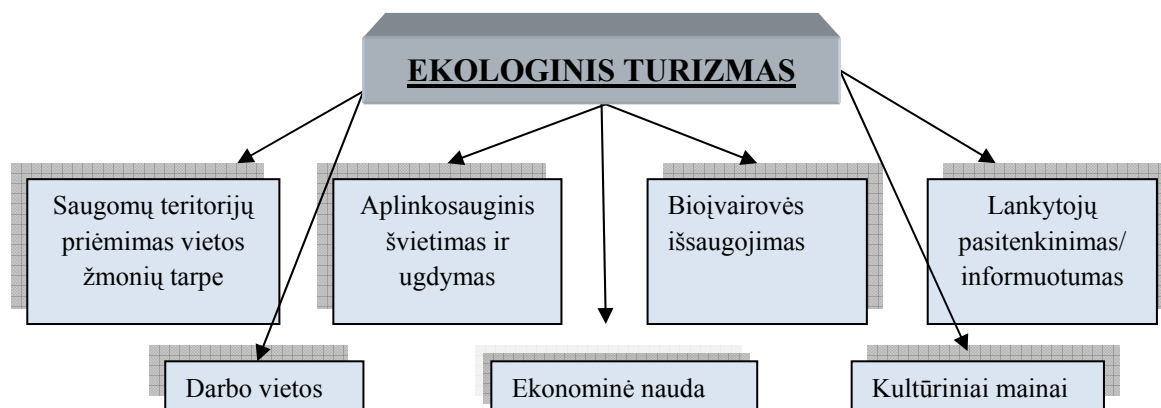 EKOLOGINIS TURIZMAS
Saugomų teritorijų
priėmimas vietos
žmonių tarpe
Aplinkosauginis
švietimas ir
ugdymas
Bioįvairovės
išsaugojimas
Lankytojų
pasitenkinimas/
informuotumas
Darbo vietos
Ekonominė nauda
Kultūriniai mainai